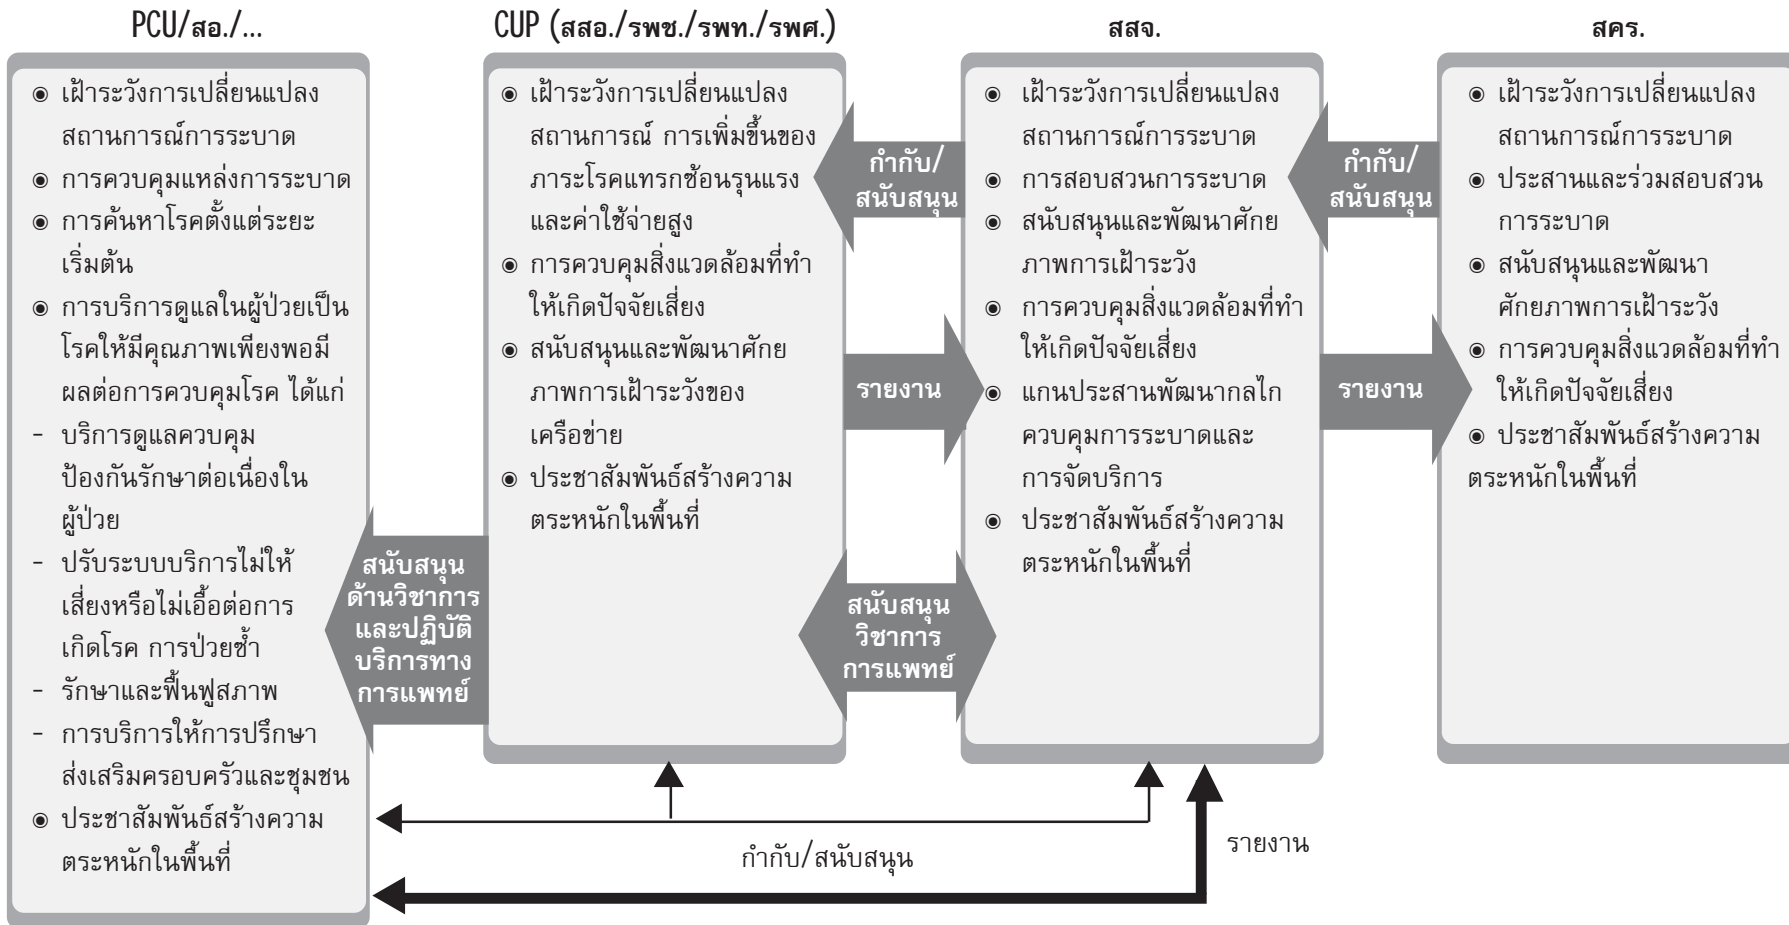 PCU/สอ./...
◉ เฝ้าระวังการเปลี่ยนแปลง
สถานการณ์การระบาด
◉ การควบคุมแหล่งการระบาด
◉ การค้นหาโรคตั้งแต่ระยะ
เริ่มต้น
◉ การบริการดูแลในผู้ป่วยเป็น
โรคให้มีคุณภาพเพียงพอมี
ผลต่อการควบคุมโรค ได้แก่
- บริการดูแลควบคุม
ป้องกันรักษาต่อเนื่องใน
ผู้ป่วย
- ปรับระบบบริการไม่ให้
เสี่ยงหรือไม่เอื้อต่อการ
เกิดโรค การป่วยซ้ำ
- รักษาและฟื้นฟูสภาพ
- การบริการให้การปรึกษา
ส่งเสริมครอบครัวและชุมชน
◉ ประชาสัมพันธ์สร้างความ
ตระหนักในพื้นที่
สนับสนุน
ด้านวิชาการ
และปฏิบัติ
บริการทาง
การแพทย์
CUP (สสอ./รพช./รพท./รพศ.)
◉ เฝ้าระวังการเปลี่ยนแปลง
สถานการณ์ การเพิ่มขึ้นของ
ภาระโรคแทรกซ้อนรุนแรง
และค่าใช้จ่ายสูง
◉ การควบคุมสิ่งแวดล้อมที่ทำ
ให้เกิดปัจจัยเสี่ยง
◉ สนับสนุนและพัฒนาศักย
ภาพการเฝ้าระวังของ
เครือข่าย
◉ ประชาสัมพันธ์สร้างความ
ตระหนักในพื้นที่
กำกับ/
สนับสนุน
รายงาน
สนับสนุน
วิชาการ
การแพทย์
สสจ.
◉ เฝ้าระวังการเปลี่ยนแปลง
สถานการณ์การระบาด
◉ การสอบสวนการระบาด
◉ สนับสนุนและพัฒนาศักย
ภาพการเฝ้าระวัง
◉ การควบคุมสิ่งแวดล้อมที่ทำ
ให้เกิดปัจจัยเสี่ยง
◉ แกนประสานพัฒนากลไก
ควบคุมการระบาดและ
การจัดบริการ
◉ ประชาสัมพันธ์สร้างความ
ตระหนักในพื้นที่
กำกับ/
สนับสนุน
รายงาน
สคร.
◉ เฝ้าระวังการเปลี่ยนแปลง
สถานการณ์การระบาด
◉ ประสานและร่วมสอบสวน
การระบาด
◉ สนับสนุนและพัฒนา
ศักยภาพการเฝ้าระวัง
◉ การควบคุมสิ่งแวดล้อมที่ทำ
ให้เกิดปัจจัยเสี่ยง
◉ ประชาสัมพันธ์สร้างความ
ตระหนักในพื้นที่
กำกับ/สนับสนุน
รายงาน